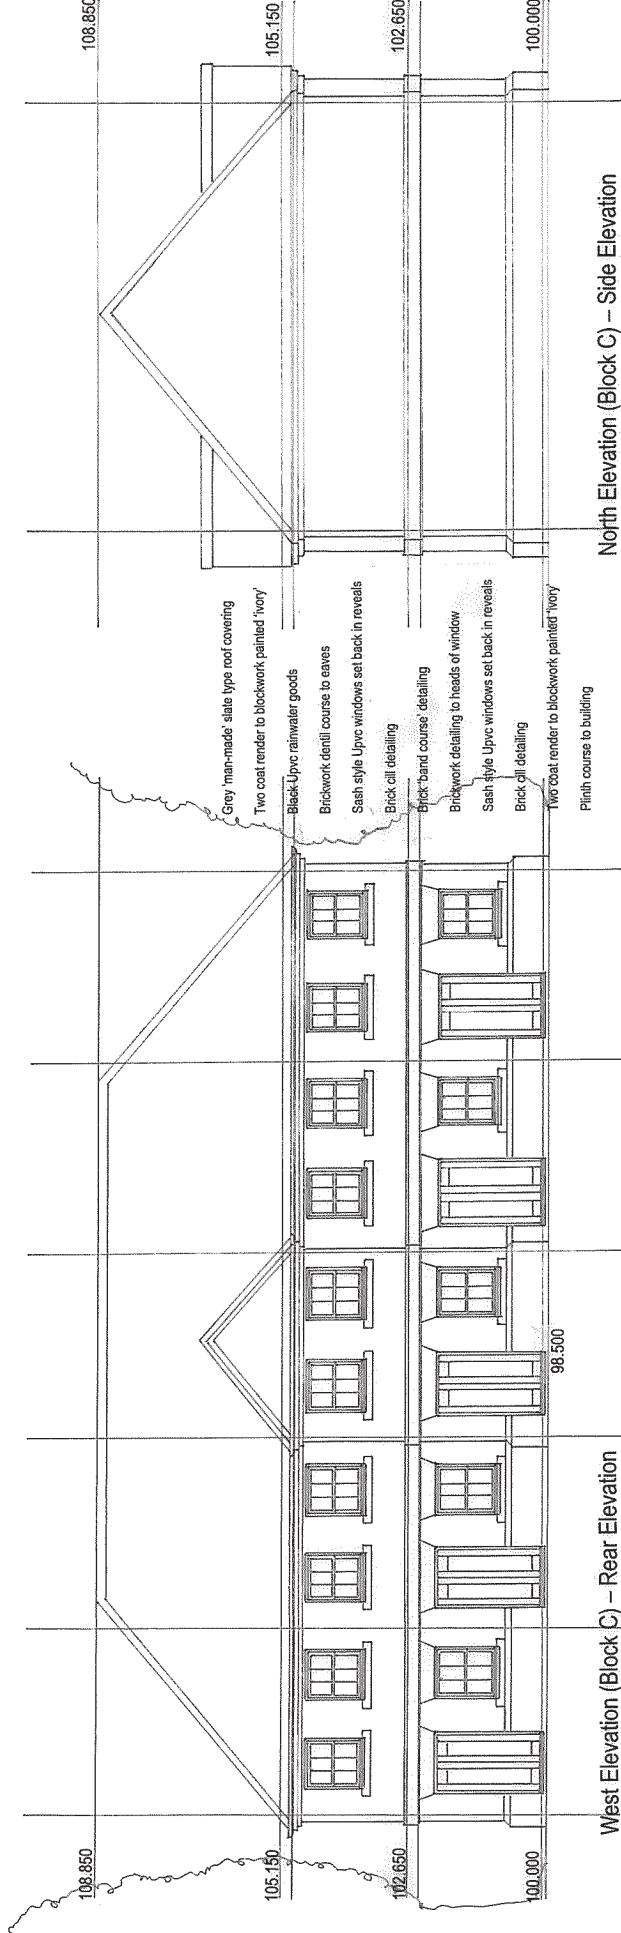 108.850
105.150
102.650
100.000
98.500
West Elevation (Block C) – Rear Elevation
Grey 'man-made' slate type roof covering
Two coat render to blockwork painted 'ivory'
Black Upvc rainwater goods
Brickwork dentil course to eaves
Sash style Upvc windows set back in reveals
Brick cill detailing
Brick 'band course' detailing
Brickwork detailing to heads of window
Sash style Upvc windows set back in reveals
Brick cill detailing
Two coat render to blockwork painted 'ivory'
Plinth course to building
108.850
105.150
102.650
100.000
North Elevation (Block C) – Side Elevation